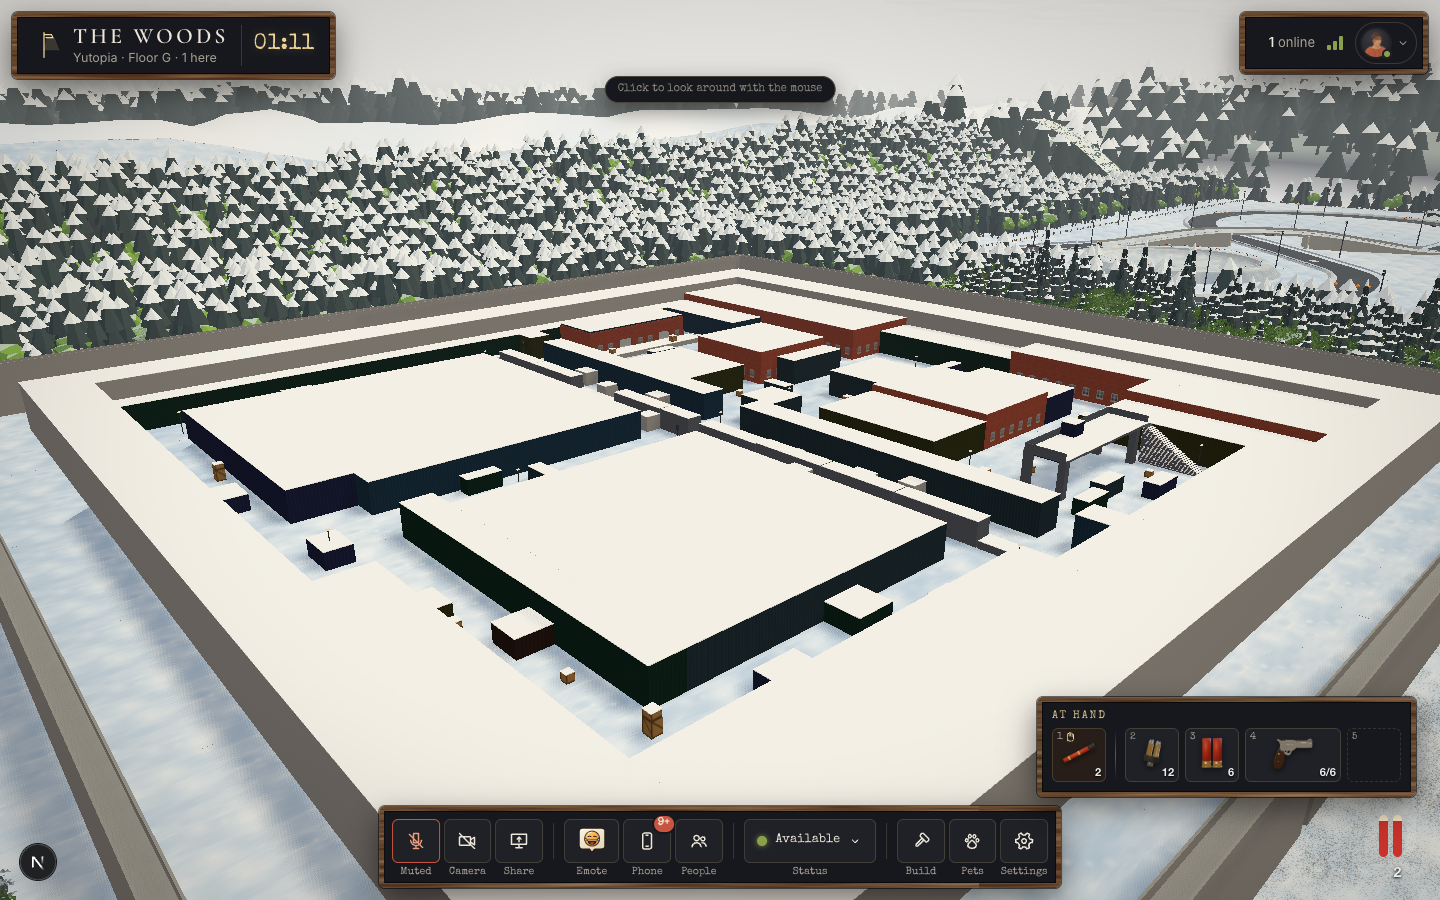 THE WOODS
Yutopia · Floor G · 1 here
01:11
Click to look around with the mouse
1 online
AT HAND
1
2
2
12
3
6
4
6/6
5
9+
Muted
Camera
Share
Emote
Phone
People
Available
Status
Build
Pets
Settings
N
2